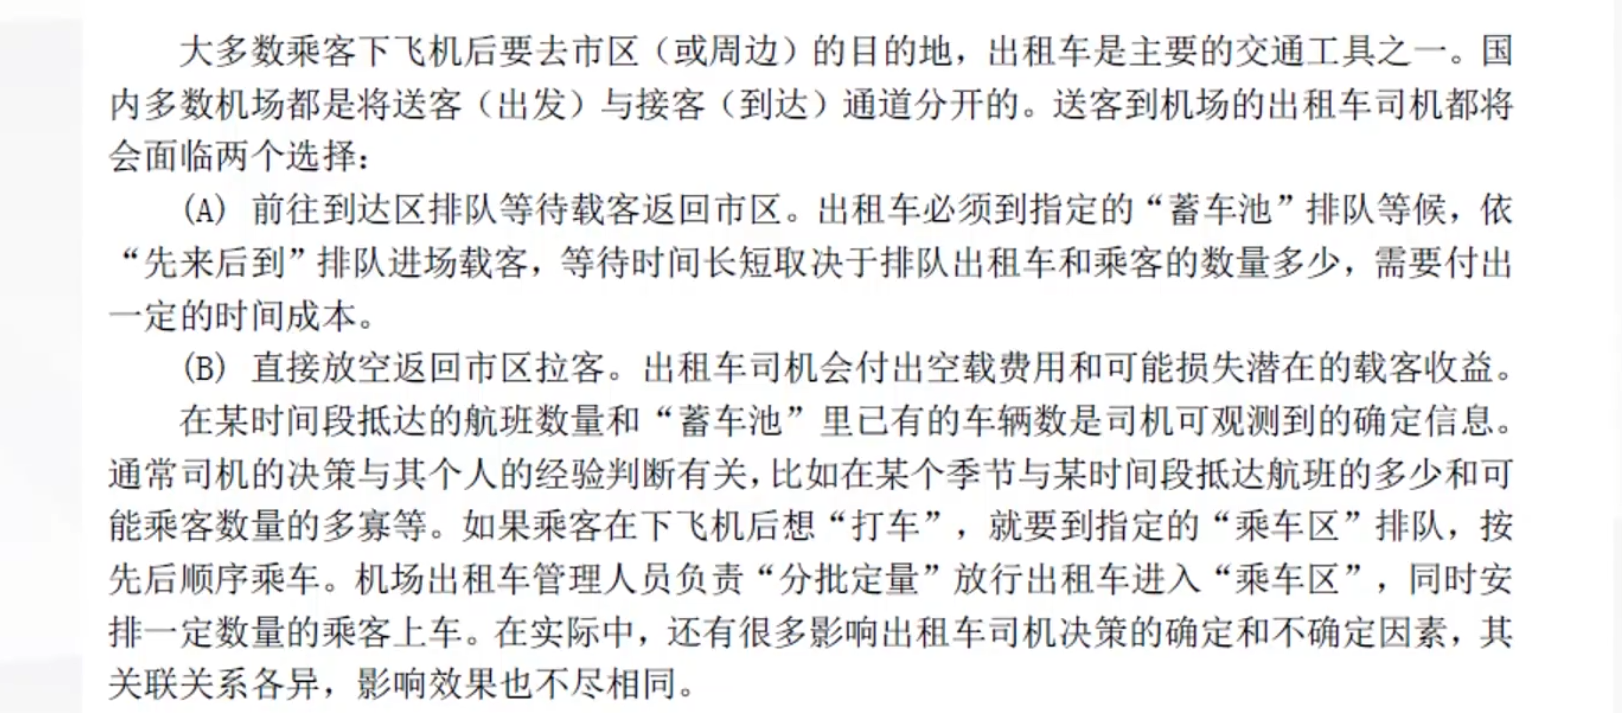 大多数乘客下飞机后要去市区（或周边）的目的地，出租车是主要的交通工具之一。国
内多数机场都是将送客（出发）与接客（到达）通道分开的。送客到机场的出租车司机都将
会面临两个选择：
(A) 前往到达区排队等待载客返回市区。出租车必须到指定的“蓄车池”排队等候，依
“先来后到”排队进场载客，等待时间长短取决于排队出租车和乘客的数量多少，需要付出
一定的时间成本。
(B) 直接放空返回市区拉客。出租车司机会付出空载费用和可能损失潜在的载客收益。
在某时间段抵达的航班数量和“蓄车池”里已有的车辆数是司机可观测到的确定信息。
通常司机的决策与其个人的经验判断有关，比如在某个季节与某时间段抵达航班的多少和可
能乘客数量的多寡等。如果乘客在下飞机后想“打车”，就要到指定的“乘车区”排队，按
先后顺序乘车。机场出租车管理人员负责“分批定量”放行出租车进入“乘车区”，同时安
排一定数量的乘客上车。在实际中，还有很多影响出租车司机决策的确定和不确定因素，其
关联关系各异，影响效果也不尽相同。